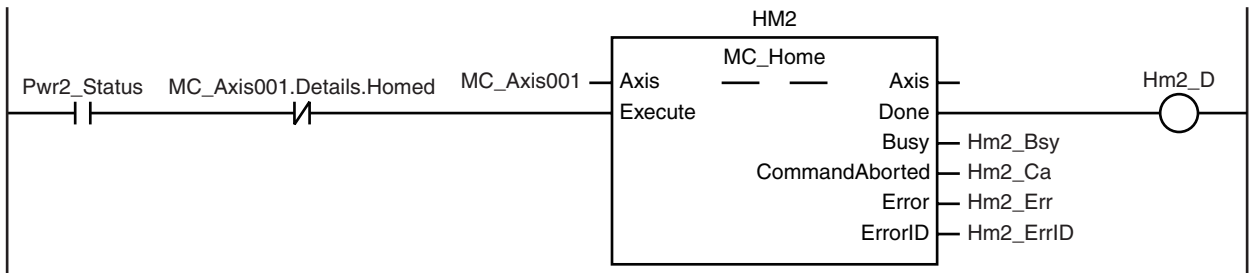 HM2
MC_Home
Pwr2_Status MC_Axis001.Details.Homed MC_Axis001 Axis Axis Hm2_D
Execute Done
Busy Hm2_Bsy
CommandAborted Hm2_Ca
Error Hm2_Err
ErrorID Hm2_ErrID